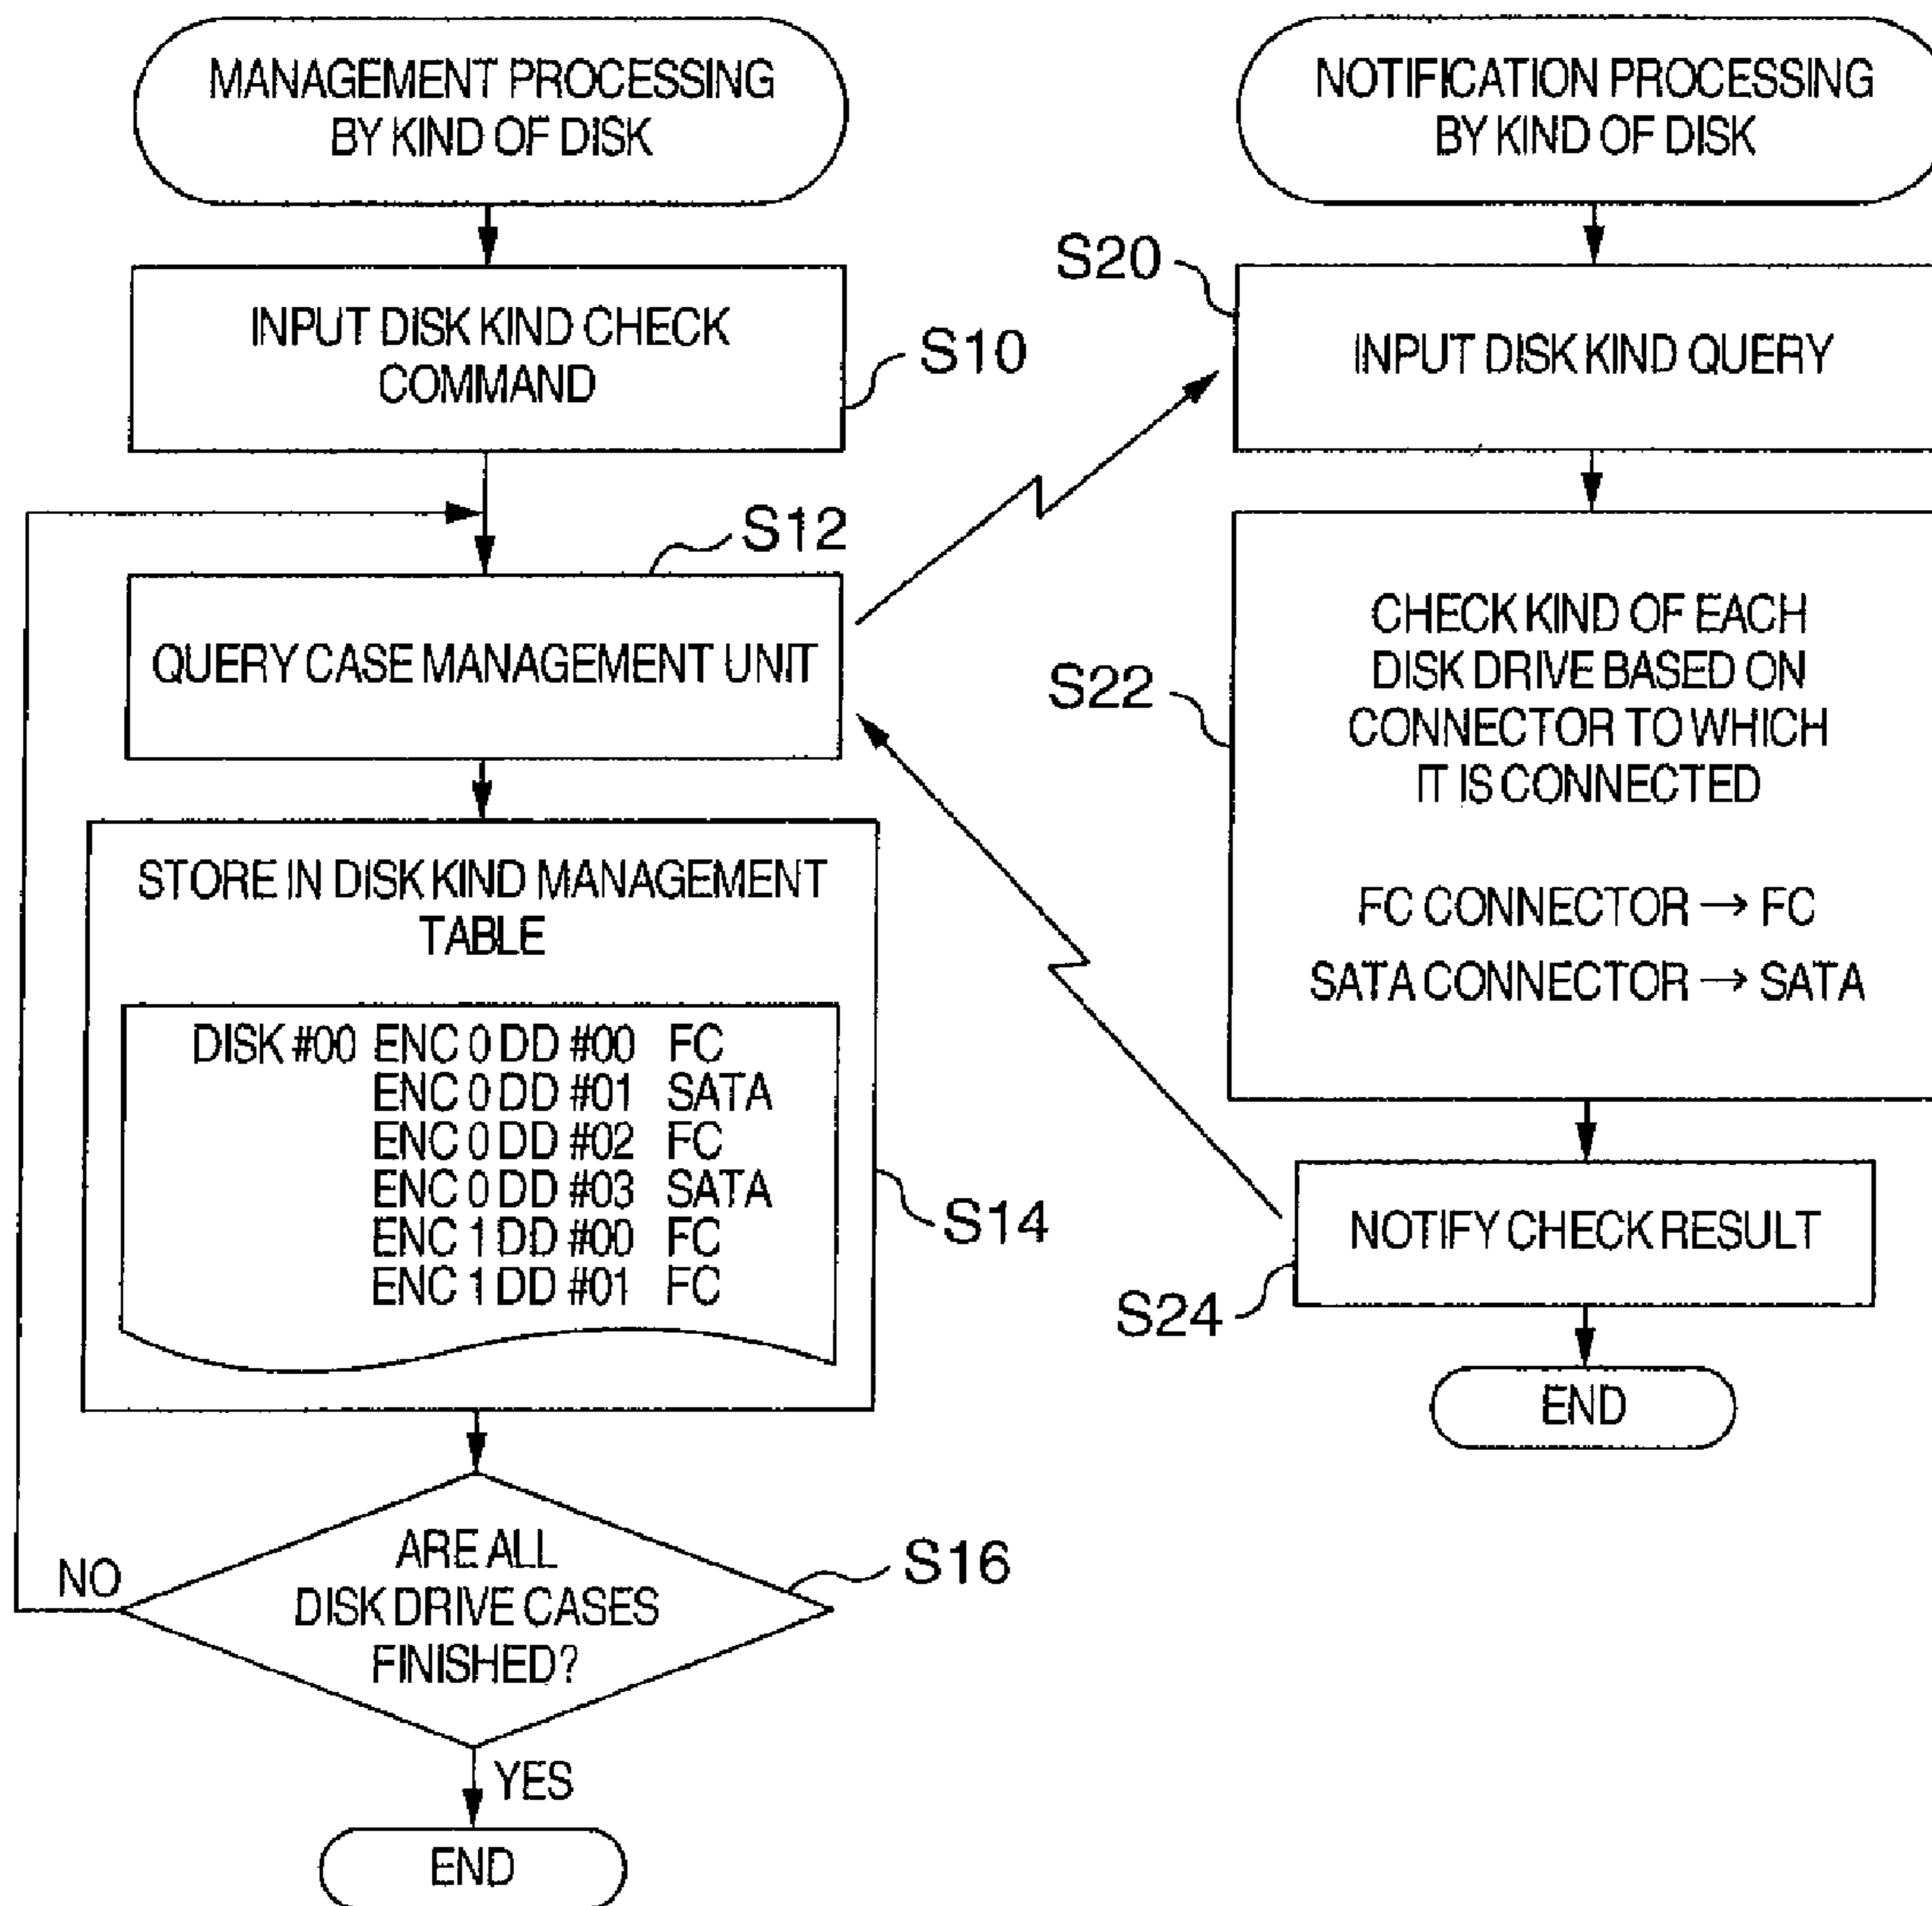 MANAGEMENT PROCESSING
BY KIND OF DISK
INPUT DISK KIND CHECK
COMMAND
S10
S12
QUERY CASE MANAGEMENT UNIT
STORE IN DISK KIND MANAGEMENT
TABLE
DISK #00 ENC 0 DD #00 FC
ENC 0 DD #01 SATA
ENC 0 DD #02 FC
ENC 0 DD #03 SATA
ENC 1 DD #00 FC
ENC 1 DD #01 FC
S14
ARE ALL
DISK DRIVE CASES
FINISHED?
S16
NO
YES
END
NOTIFICATION PROCESSING
BY KIND OF DISK
S20
INPUT DISK KIND QUERY
S22
CHECK KIND OF EACH
DISK DRIVE BASED ON
CONNECTOR TO WHICH
IT IS CONNECTED
FC CONNECTOR → FC
SATA CONNECTOR → SATA
NOTIFY CHECK RESULT
S24
END